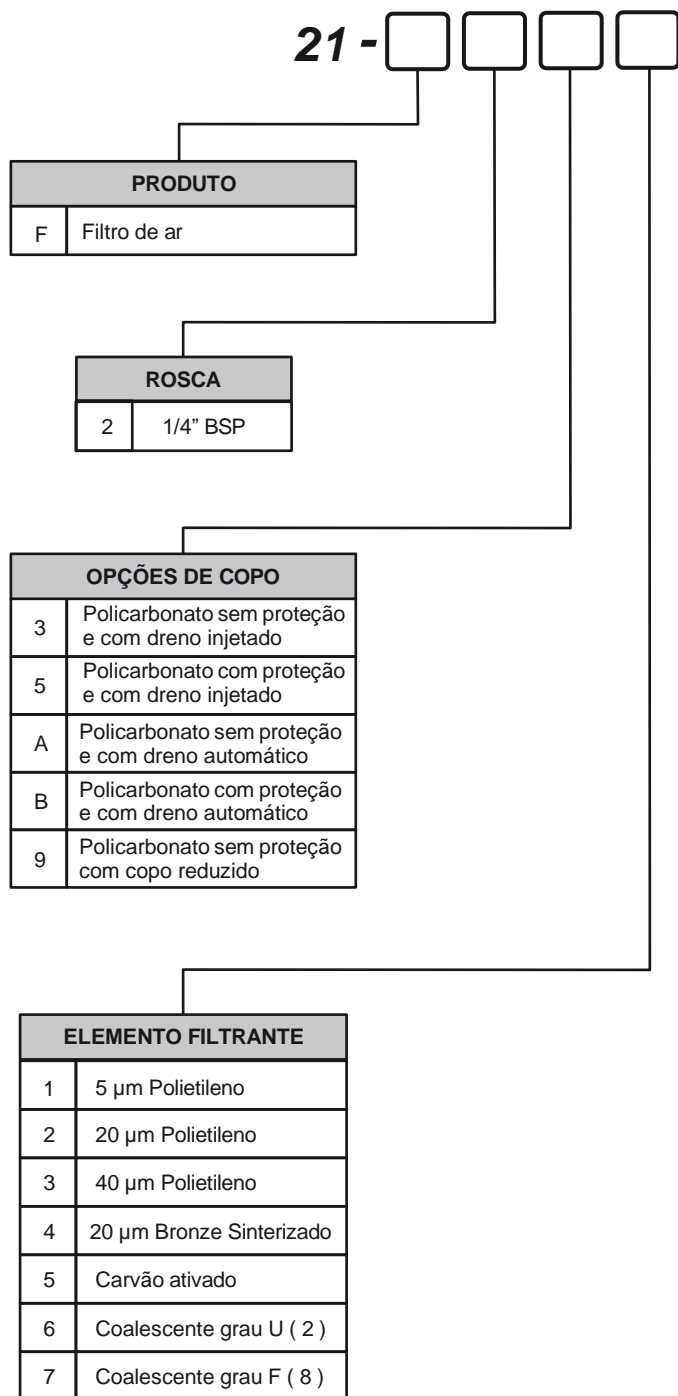 21 -
PRODUTO
F Filtro de ar
ROSCA
2 1/4” BSP
OPÇÕES DE COPO
3 Policarbonato sem proteção
e com dreno injetado
5 Policarbonato com proteção
e com dreno injetado
A Policarbonato sem proteção
e com dreno automático
B Policarbonato com proteção
e com dreno automático
9 Policarbonato sem proteção
com copo reduzido
ELEMENTO FILTRANTE
1 5 µm Polietileno
2 20 µm Polietileno
3 40 µm Polietileno
4 20 µm Bronze Sinterizado
5 Carvão ativado
6 Coalescente grau U ( 2 )
7 Coalescente grau F ( 8 )